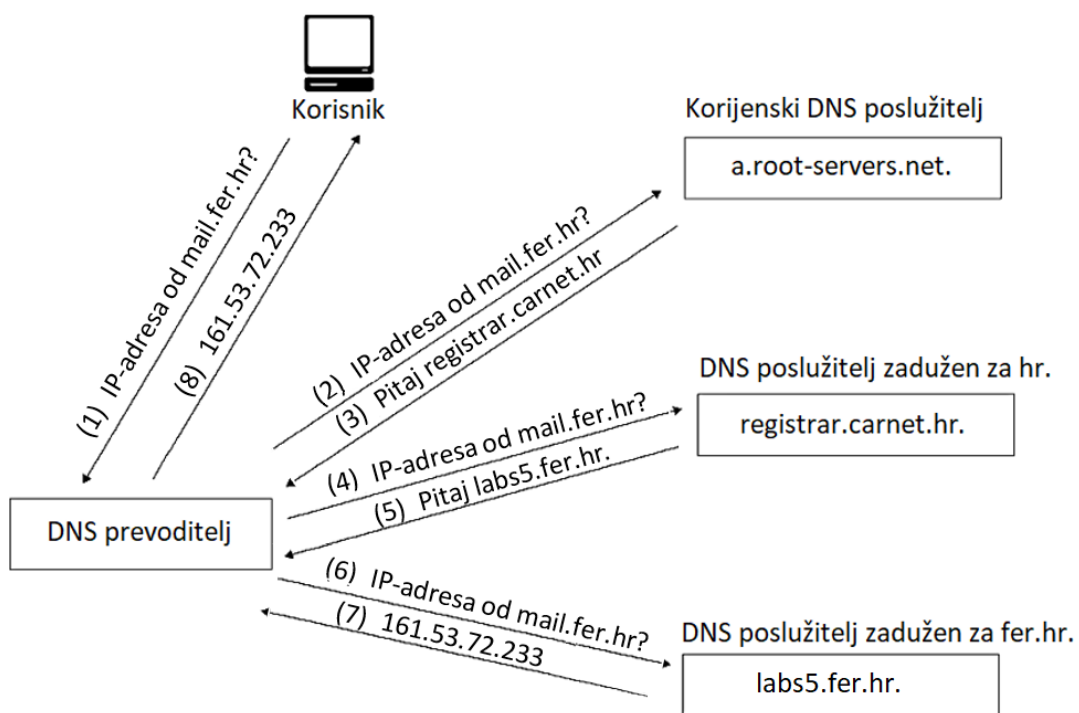 Korisnik
Korijenski DNS poslužitelj
a.root-servers.net.
(1) IP-adresa od mail.fer.hr?
(8) 161.53.72.233
(2) IP-adresa od mail.fer.hr?
(3) Pitaj registrar.carnet.hr
DNS poslužitelj zadužen za hr.
registrar.carnet.hr.
(4) IP-adresa od mail.fer.hr?
(5) Pitaj labs5.fer.hr.
DNS prevoditelj
(6) IP-adresa od mail.fer.hr?
(7) 161.53.72.233
DNS poslužitelj zadužen za fer.hr.
labs5.fer.hr.